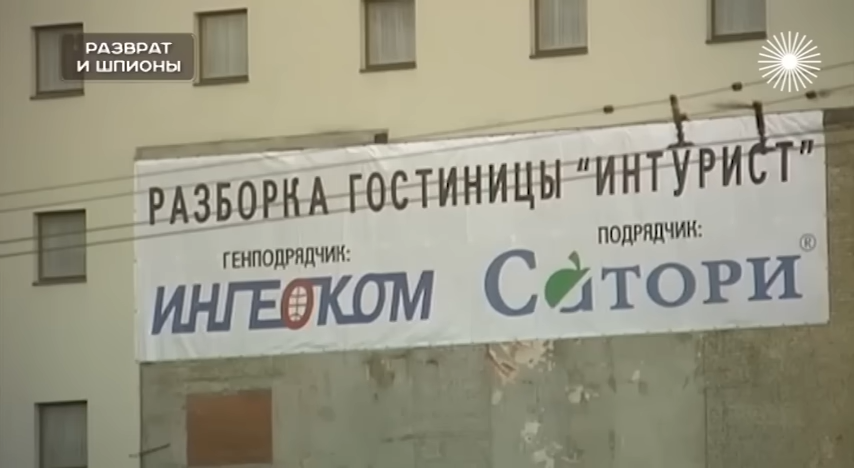 РАЗВРАТ
И ШПИОНЫ
РАЗБОРКА ГОСТИНИЦЫ "ИНТУРИСТ"
ГЕНПОДРЯДЧИК:
ИНГЕОКОМ
ПОДРЯДЧИК:
Сатори®